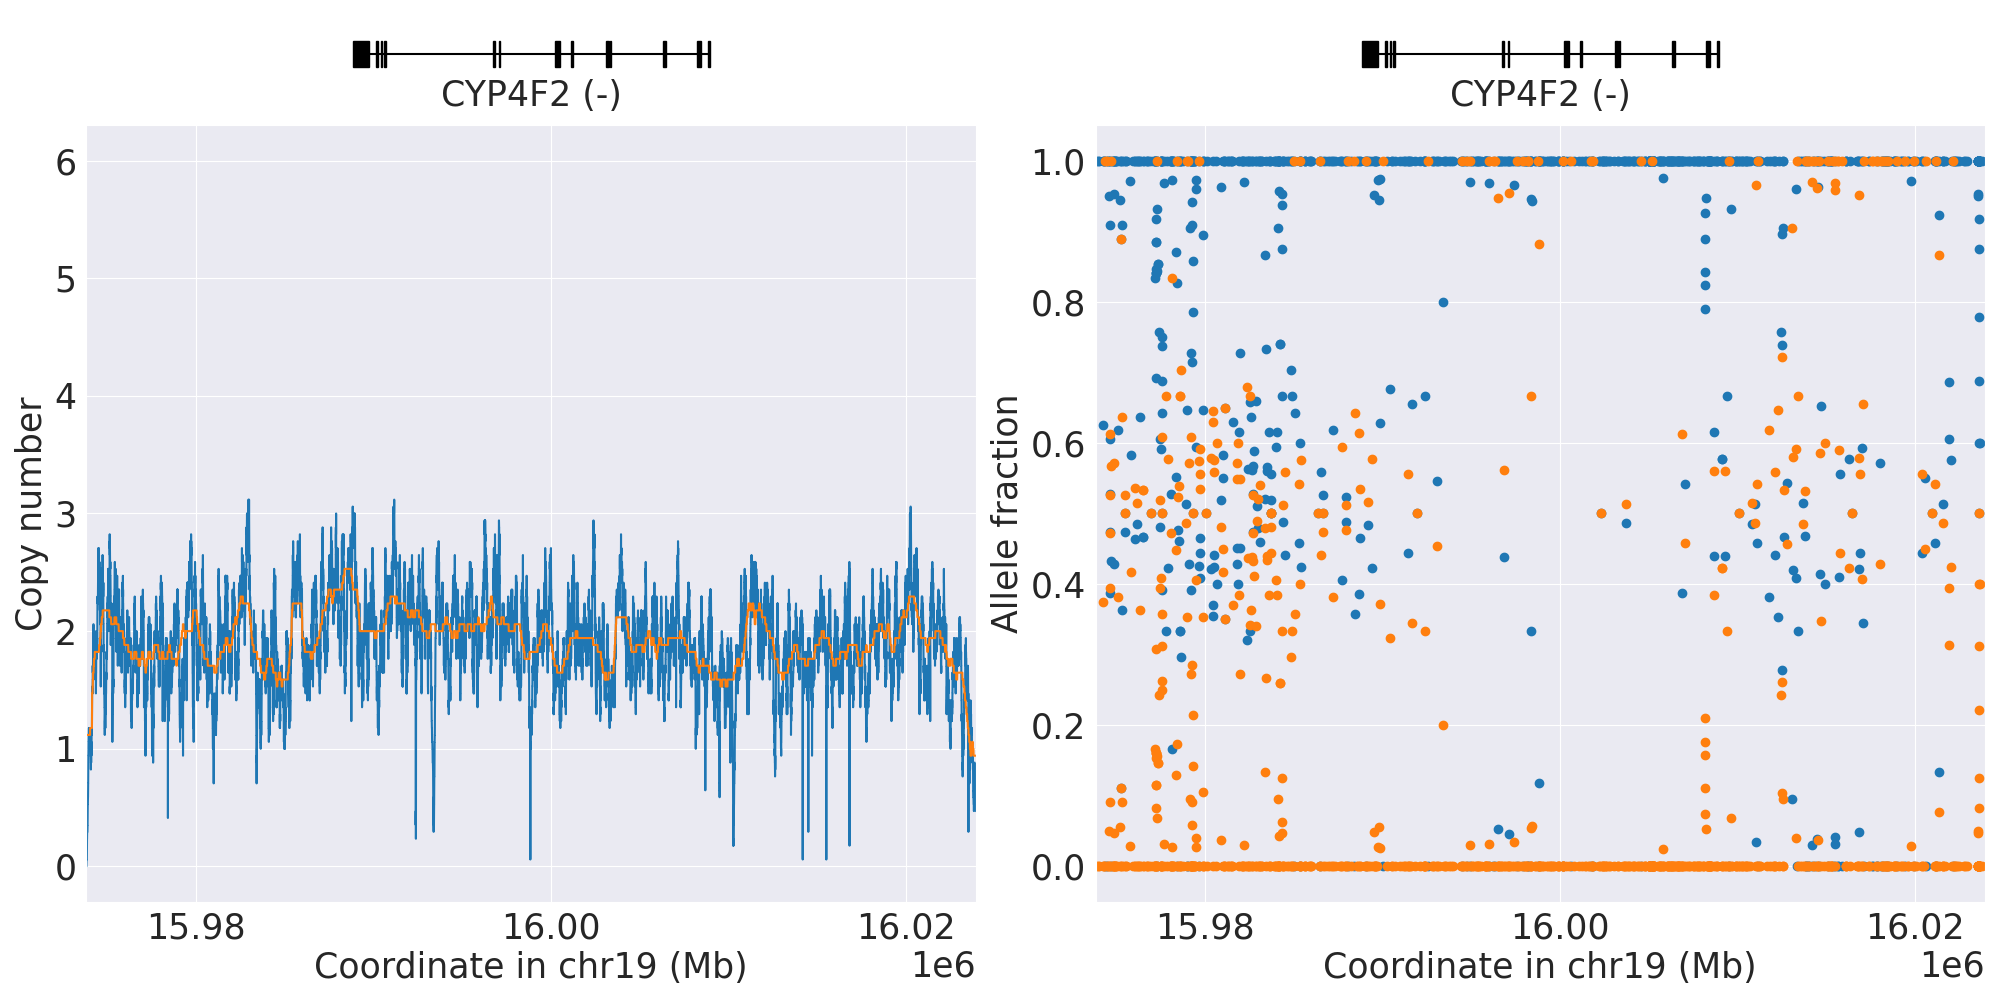 CYP4F2 (-)
Copy number
6
5
4
3
2
1
0
15.98
16.00
16.02
Coordinate in chr19 (Mb)
1e6
CYP4F2 (-)
Allele fraction
1.0
0.8
0.6
0.4
0.2
0.0
15.98
16.00
16.02
Coordinate in chr19 (Mb)
1e6